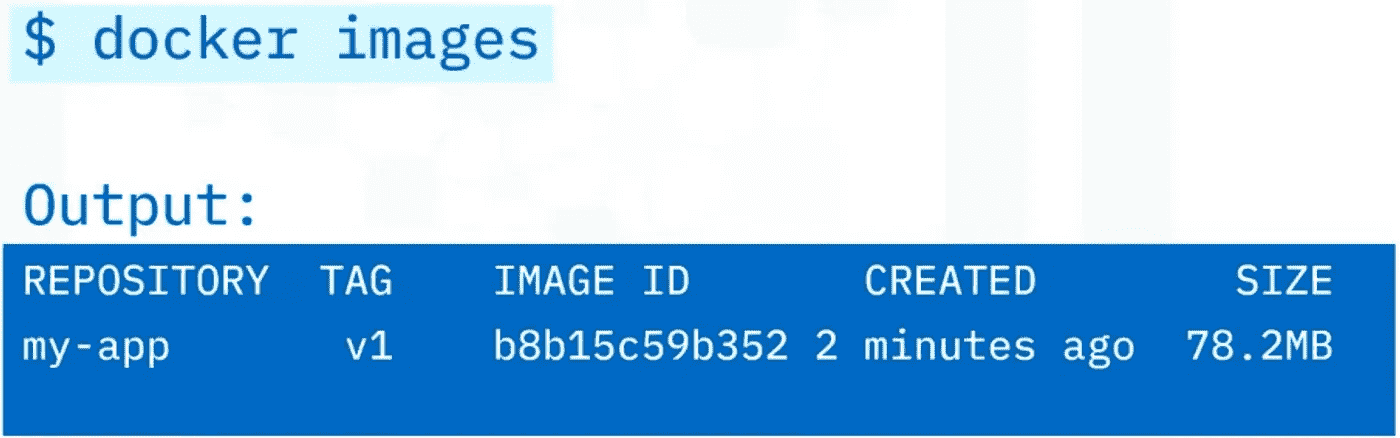 $ docker images
Output:
REPOSITORY TAG IMAGE ID CREATED SIZE
my-app v1 b8b15c59b352 2 minutes ago 78.2MB